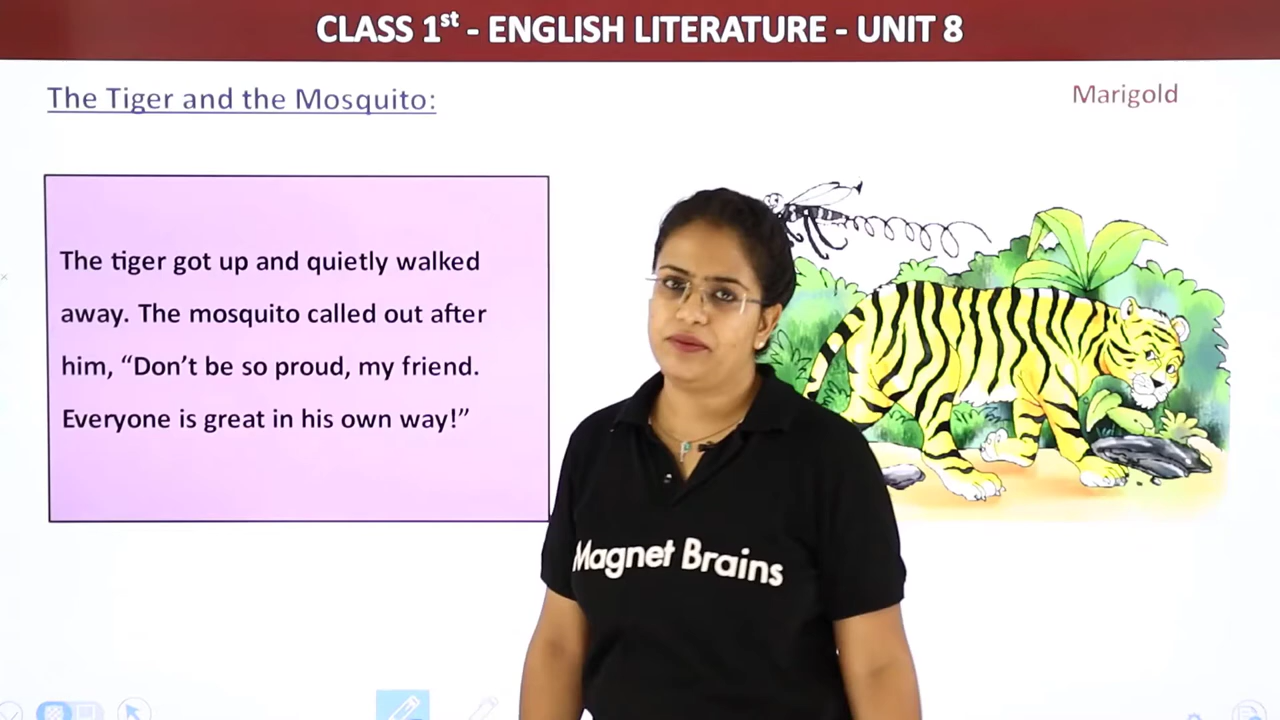 CLASS 1st - ENGLISH LITERATURE - UNIT 8
The Tiger and the Mosquito:
Marigold
The tiger got up and quietly walked
away. The mosquito called out after
him, “Don’t be so proud, my friend.
Everyone is great in his own way!”
Magnet Brains